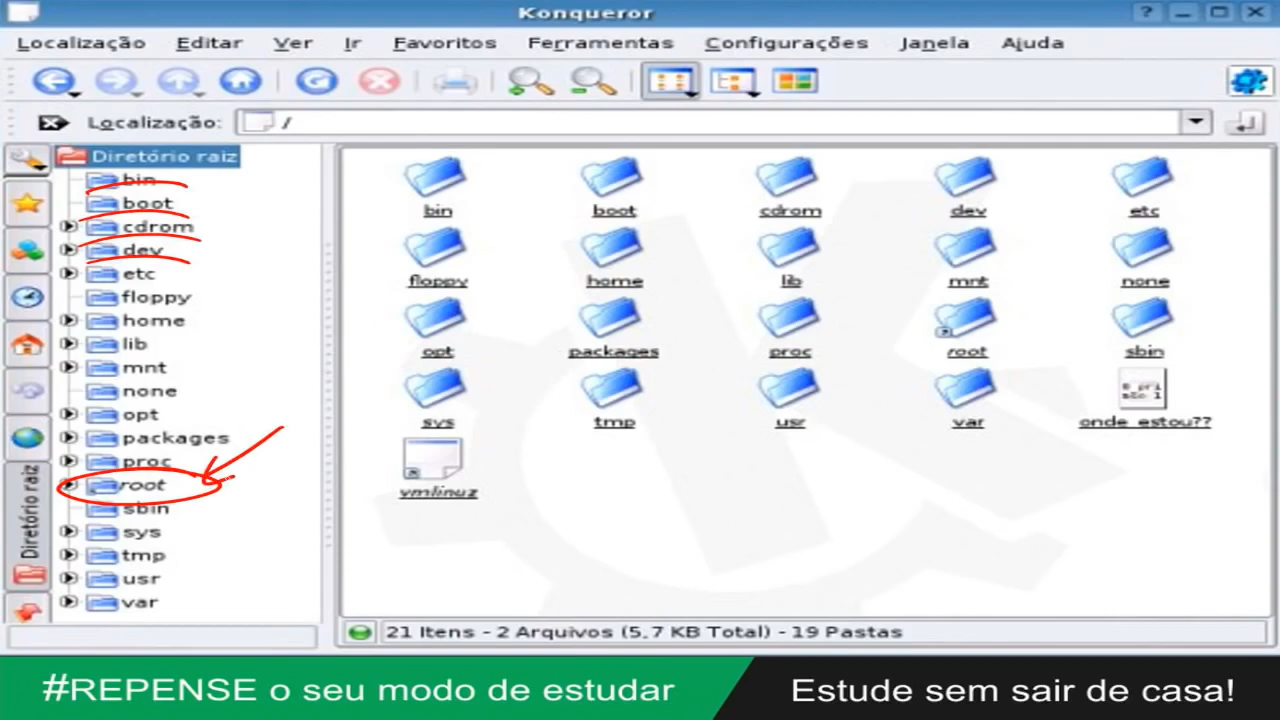 Konqueror
Localização Editar Ver Ir Favoritos Ferramentas Configurações Janela Ajuda
Localização: /
Diretório raiz
bin
boot
cdrom
dev
etc
floppy
home
lib
mnt
none
opt
packages
proc
root
sbin
sys
tmp
usr
var
Diretório raiz
bin boot cdrom dev etc
floppy home lib mnt none
opt packages proc root sbin
sys tmp usr var onde estou??
vmlinuz
21 Itens - 2 Arquivos (5,7 KB Total) - 19 Pastas
#REPENSE o seu modo de estudar
Estude sem sair de casa!